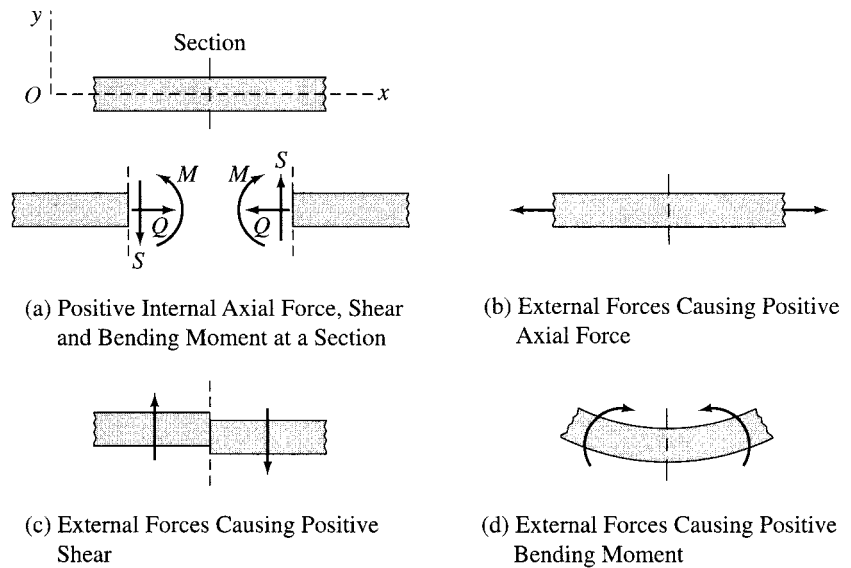 y
Section
O
x
M M S
Q Q
S
(a) Positive Internal Axial Force, Shear
and Bending Moment at a Section
(b) External Forces Causing Positive
Axial Force
(c) External Forces Causing Positive
Shear
(d) External Forces Causing Positive
Bending Moment